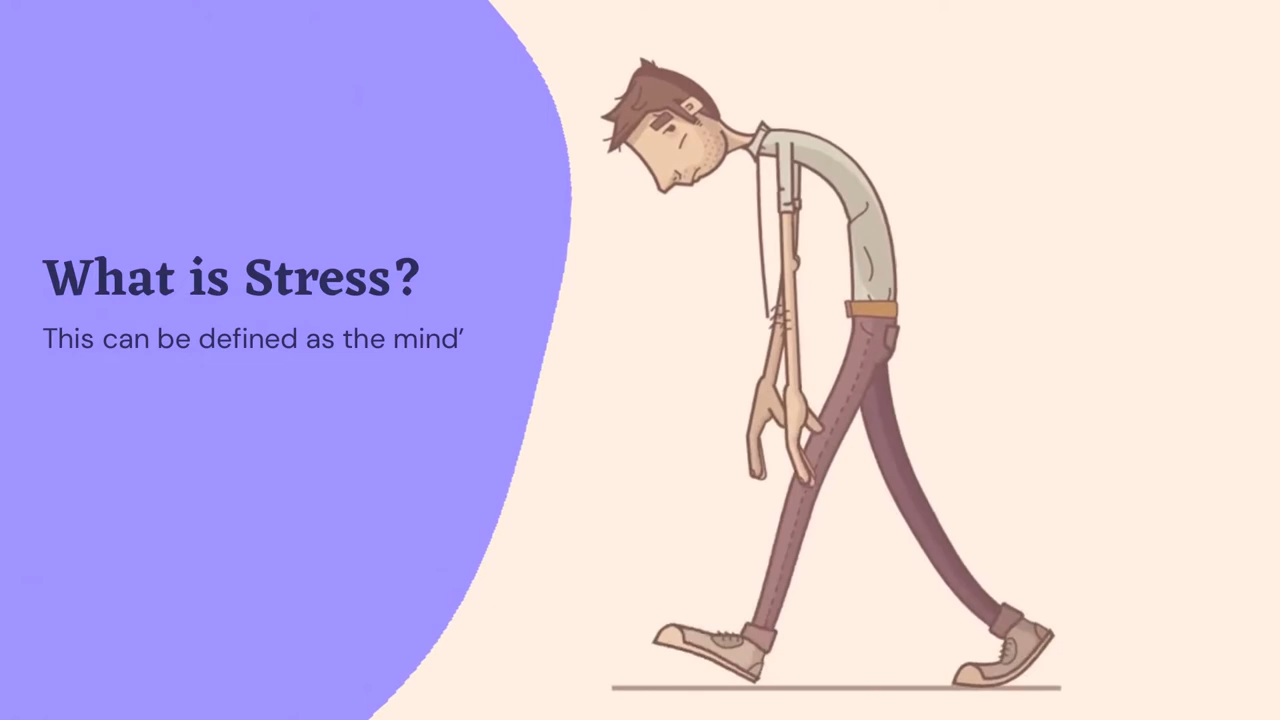 What is Stress?
This can be defined as the mind’